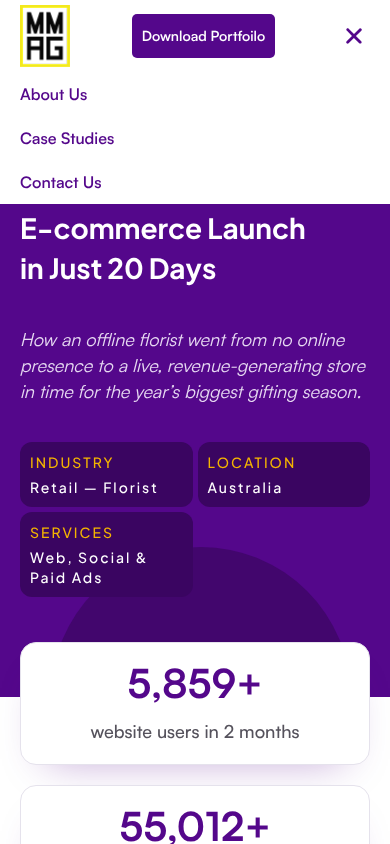 MM
AG
Download Portfoilo
About Us
Case Studies
Contact Us
E-commerce Launch
in Just 20 Days
How an offline florist went from no online
presence to a live, revenue-generating store
in time for the year’s biggest gifting season.
INDUSTRY
Retail — Florist
LOCATION
Australia
SERVICES
Web, Social &
Paid Ads
5,859+
website users in 2 months
55,012+